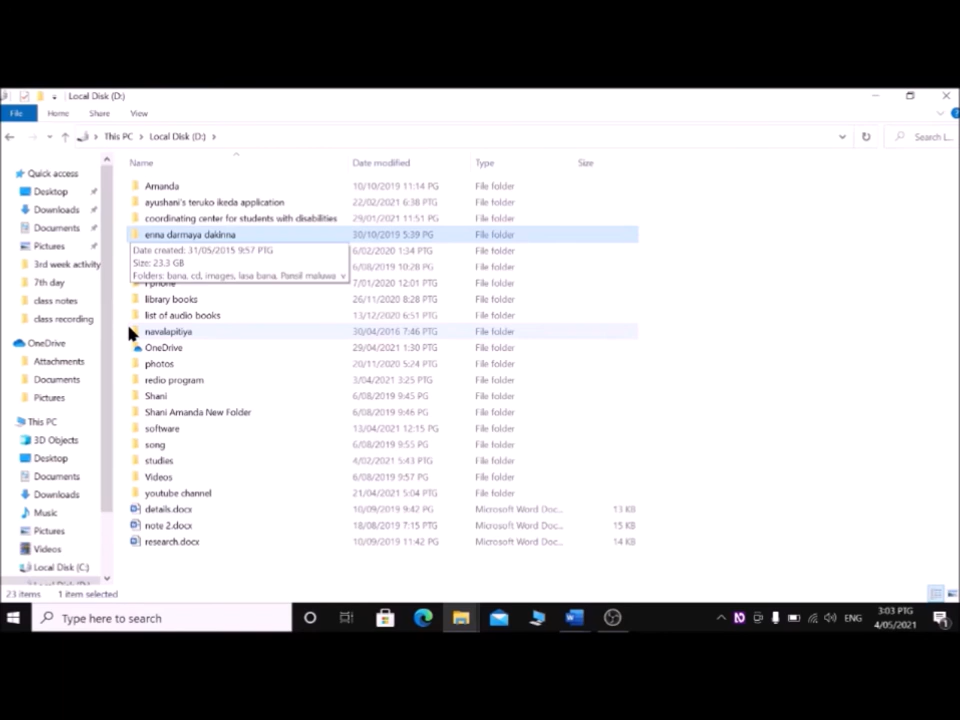 Local Disk (D:)
File Home Share View
This PC Local Disk (D:) Search L...
Name Date modified Type Size
Quick access
Desktop
Downloads
Documents
Pictures
3rd week activity
7th day
class notes
class recording
OneDrive
Attachments
Documents
Pictures
This PC
3D Objects
Desktop
Documents
Downloads
Music
Pictures
Videos
Local Disk (C:)
Amanda 10/10/2019 11:14 PG File folder
ayushani's teruko ikeda application 22/02/2021 6:38 PTG File folder
coordinating center for students with disabilities 29/01/2021 11:51 PG File folder
enna darmaya dakinna 30/10/2019 5:39 PG File folder
Date created: 31/05/2015 9:57 PTG 6/02/2020 1:34 PTG File folder
Size: 23.3 GB 6/08/2019 10:28 PG File folder
Folders: bana, cd, images, lasa bana, Pansil malawa
phone 7/01/2020 12:01 PTG File folder
library books 26/11/2020 8:28 PTG File folder
list of audio books 13/12/2020 6:51 PTG File folder
navalapitiya 30/04/2016 7:46 PTG File folder
OneDrive 29/04/2021 1:30 PTG File folder
photos 20/11/2020 5:24 PTG File folder
redio program 3/04/2021 3:25 PTG File folder
Shani 6/08/2019 9:45 PG File folder
Shani Amanda New Folder 6/08/2019 9:46 PG File folder
software 13/04/2021 12:15 PTG File folder
song 6/08/2019 9:55 PG File folder
studies 4/02/2021 5:43 PTG File folder
Videos 6/08/2019 9:57 PG File folder
youtube channel 21/04/2021 5:04 PTG File folder
details.docx 10/09/2019 9:42 PG Microsoft Word Doc... 13 KB
note 2.docx 18/08/2019 7:15 PTG Microsoft Word Doc... 15 KB
research.docx 10/09/2019 11:42 PG Microsoft Word Doc... 14 KB
23 items 1 item selected
Type here to search ENG 3:03 PTG
4/05/2021